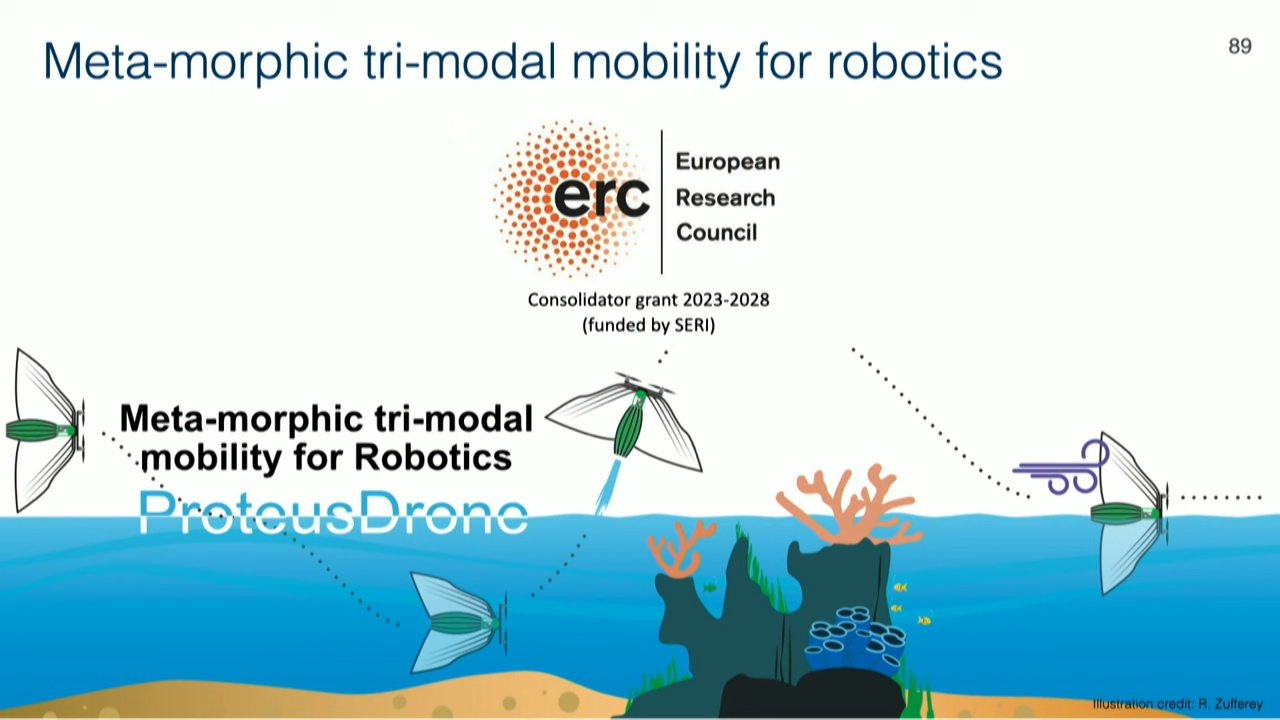 Meta-morphic tri-modal mobility for robotics
89
erc
European
Research
Council
Consolidator grant 2023-2028
(funded by SERI)
Meta-morphic tri-modal
mobility for Robotics
ProteusDrone
Illustration credit: R. Zufferey